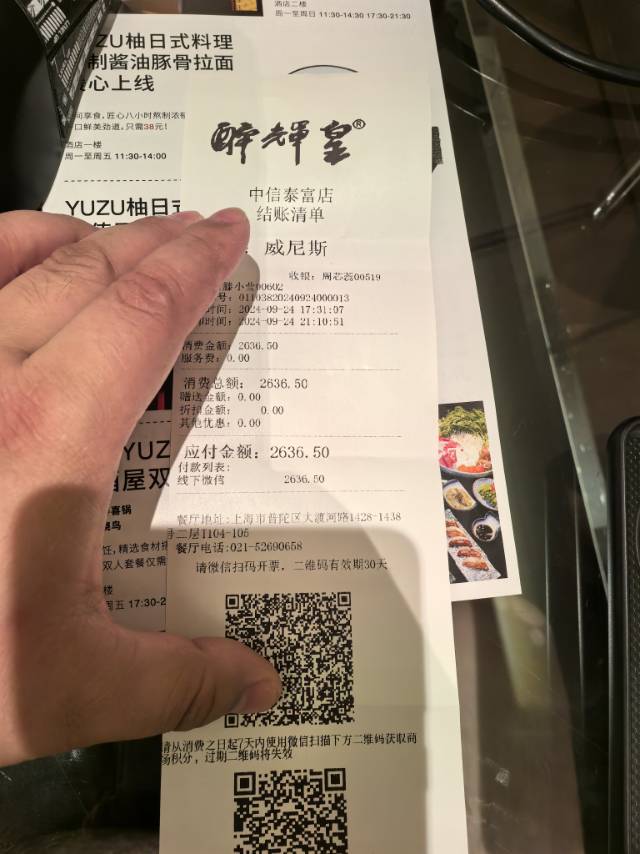 酒店二楼
周一至周日 11:30-14:30 17:30-21:30
YUZU柚日式料理
制酱油豚骨拉面
心上线
享食,匠心八小时熬制浓
口鲜美劲道,只需38元!
酒店一楼
周一至周五 11:30-14:00
YUZU柚日式
醉輝皇®
中信泰富店
结账清单
: 威尼斯
收银: 周芯蕊00519
滕小营00602
号: 01103820240924000013
时间: 2024-09-24 17:31:07
时间: 2024-09-24 21:10:51
消费金额: 2636.50
服务费: 0.00
消费总额: 2636.50
赠送金额: 0.00
折扣金额: 0.00
其他优惠: 0.00
应付金额: 2636.50
付款列表:
线下微信 2636.50
餐厅地址:上海市普陀区大渡河路1428-1438
号二层T104-106
餐厅电话:021-52690658
请微信扫码开票, 二维码有效期30天
请从消费之日起7天内使用微信扫描下方二维码获取商
场积分, 过期二维码将失效
YUZ
屋双
喜锅
饪,精选食材
双人套餐仅需
楼
周五 17:30-2